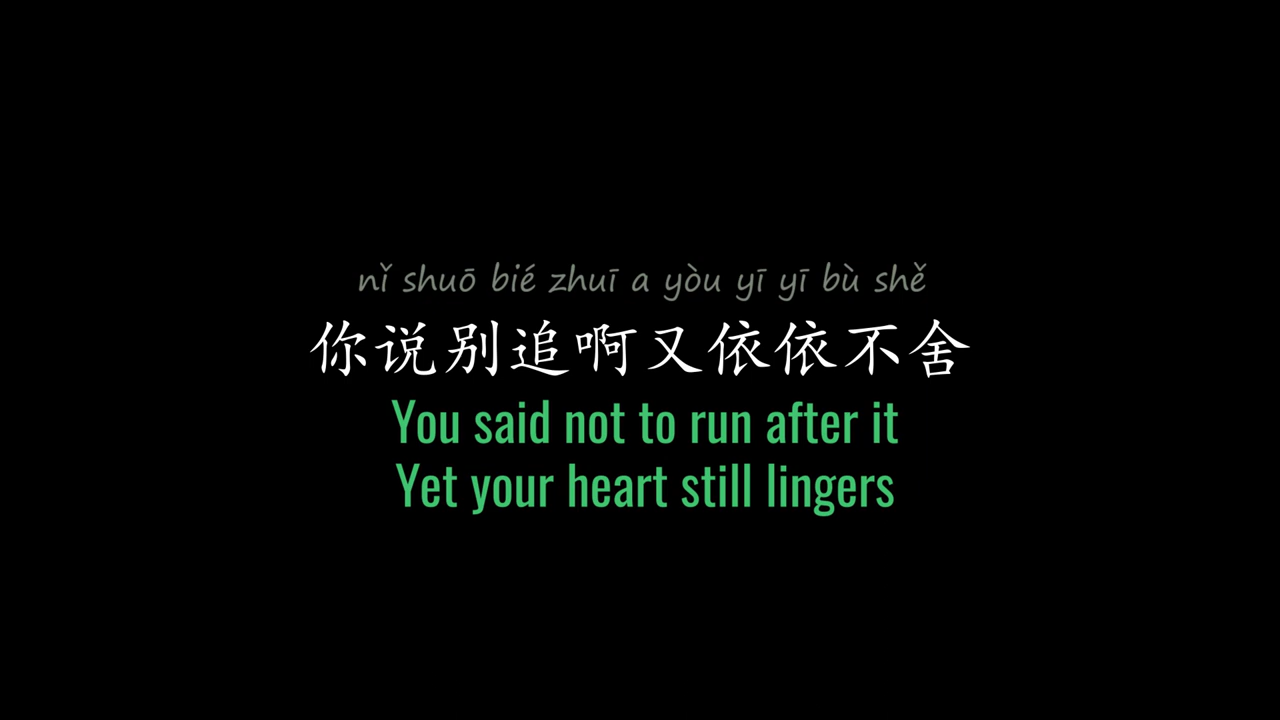 nǐ shuō bié zhuī a yòu yī yī bù shě
你说别追啊又依依不舍
You said not to run after it
Yet your heart still lingers